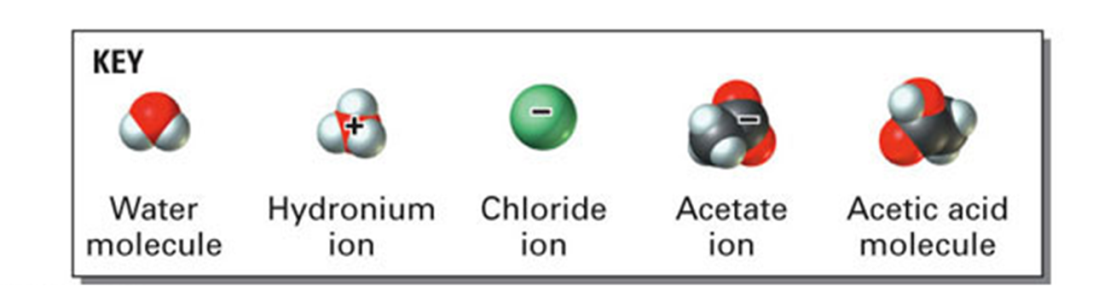 KEY
+
−
−
Water molecule
Hydronium ion
Chloride ion
Acetate ion
Acetic acid molecule